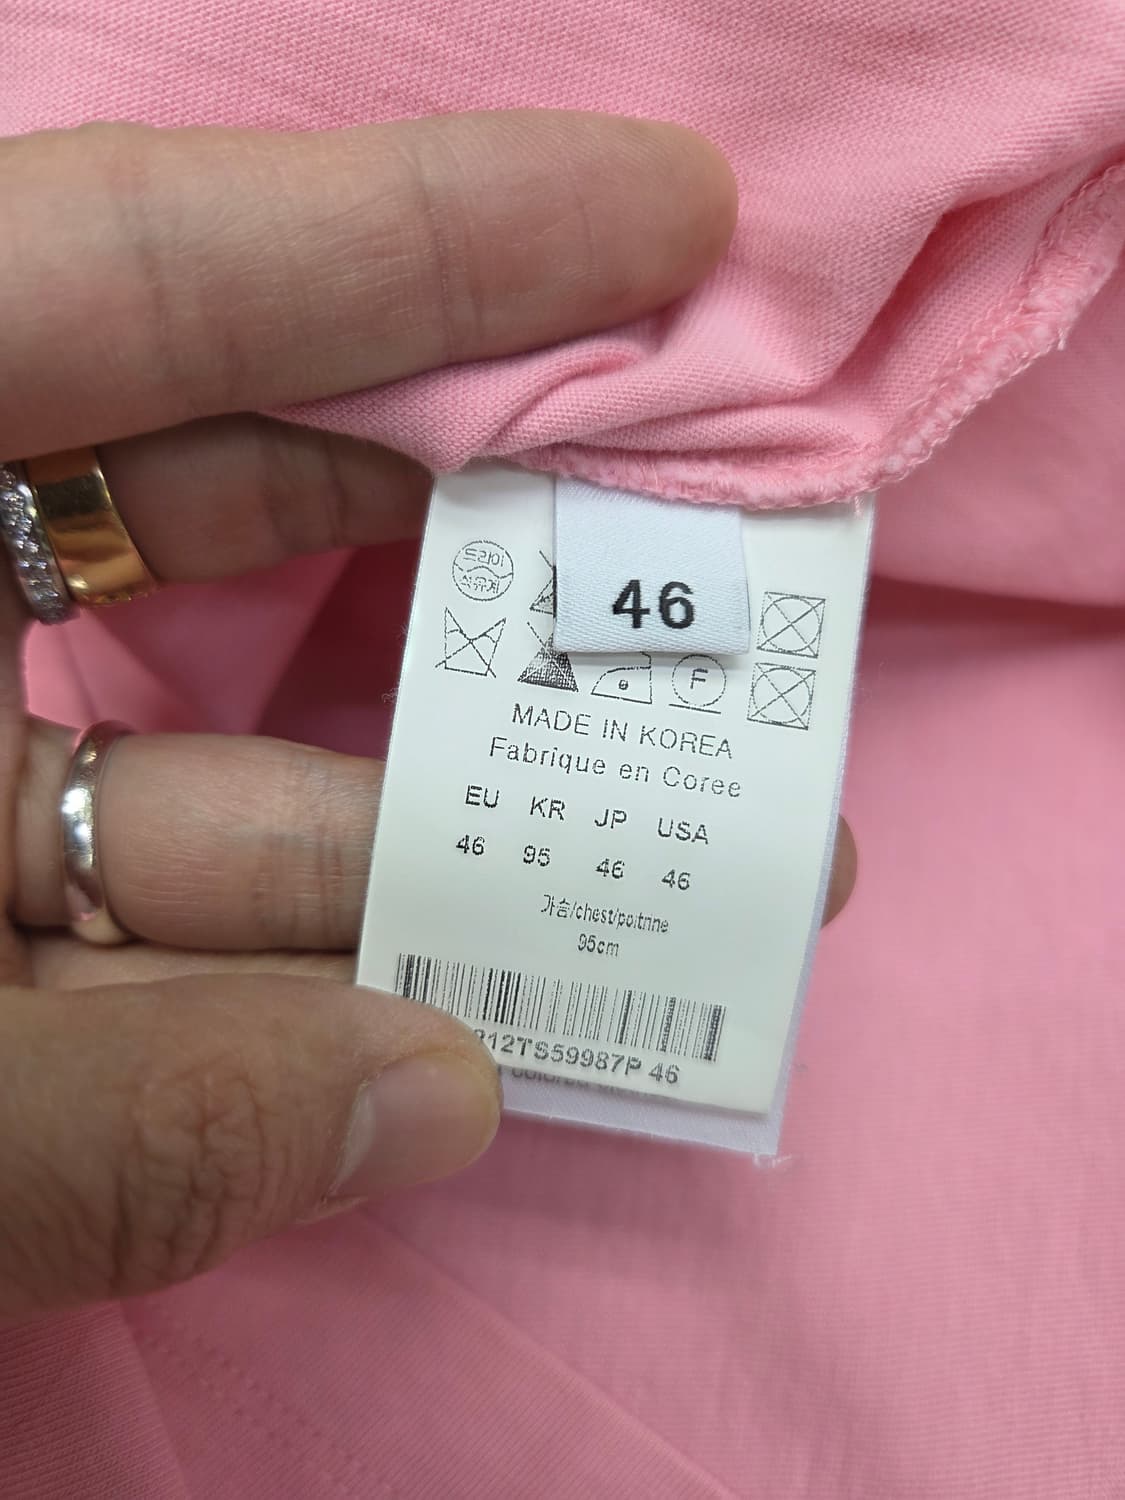 드라이
석유계
46
F
MADE IN KOREA
Fabrique en Coree
EU KR JP USA
46 95 46 46
가슴/chest/poitrine
95cm
212TS59987P 46
colored